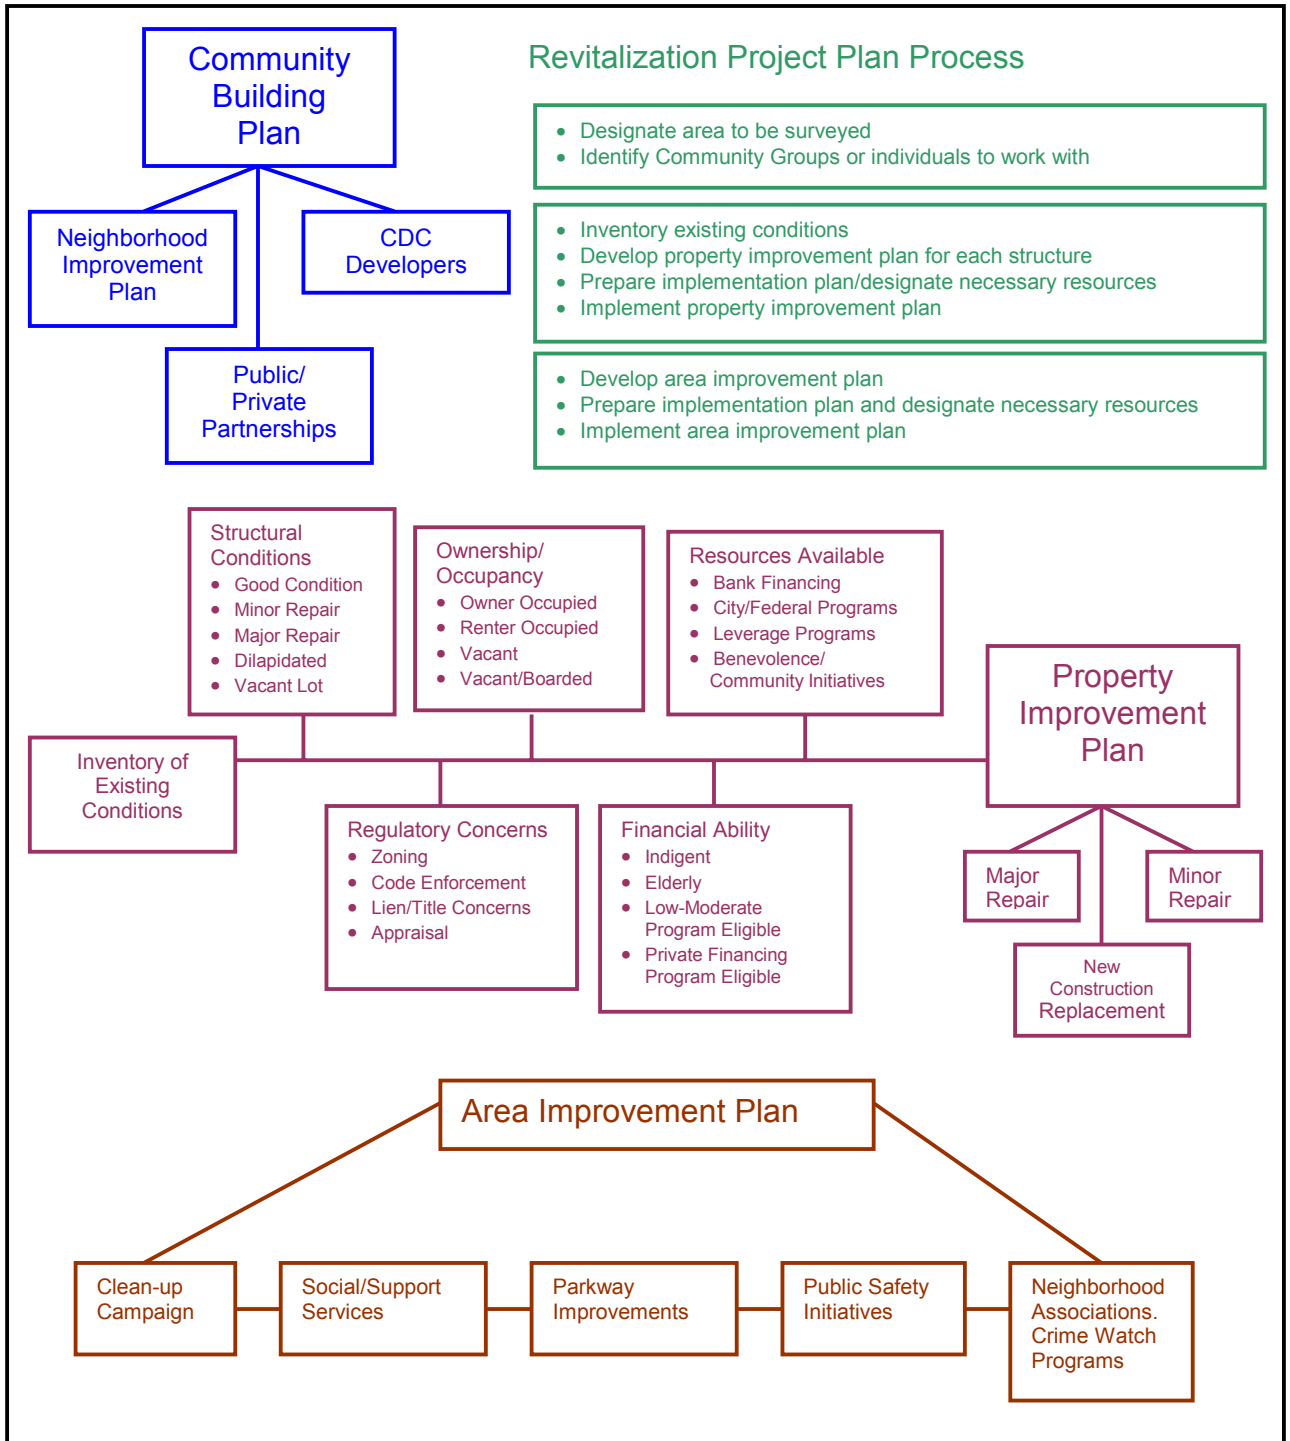 Community
Building
Plan
Neighborhood
Improvement
Plan
CDC
Developers
Public/
Private
Partnerships
Revitalization Project Plan Process
• Designate area to be surveyed
• Identify Community Groups or individuals to work with
• Inventory existing conditions
• Develop property improvement plan for each structure
• Prepare implementation plan/designate necessary resources
• Implement property improvement plan
• Develop area improvement plan
• Prepare implementation plan and designate necessary resources
• Implement area improvement plan
Structural
Conditions
• Good Condition
• Minor Repair
• Major Repair
• Dilapidated
• Vacant Lot
Ownership/
Occupancy
• Owner Occupied
• Renter Occupied
• Vacant
• Vacant/Boarded
Resources Available
• Bank Financing
• City/Federal Programs
• Leverage Programs
• Benevolence/
Community Initiatives
Inventory of
Existing
Conditions
Regulatory Concerns
• Zoning
• Code Enforcement
• Lien/Title Concerns
• Appraisal
Financial Ability
• Indigent
• Elderly
• Low-Moderate
Program Eligible
• Private Financing
Program Eligible
Property
Improvement
Plan
Major
Repair
Minor
Repair
New
Construction
Replacement
Area Improvement Plan
Clean-up
Campaign
Social/Support
Services
Parkway
Improvements
Public Safety
Initiatives
Neighborhood
Associations.
Crime Watch
Programs